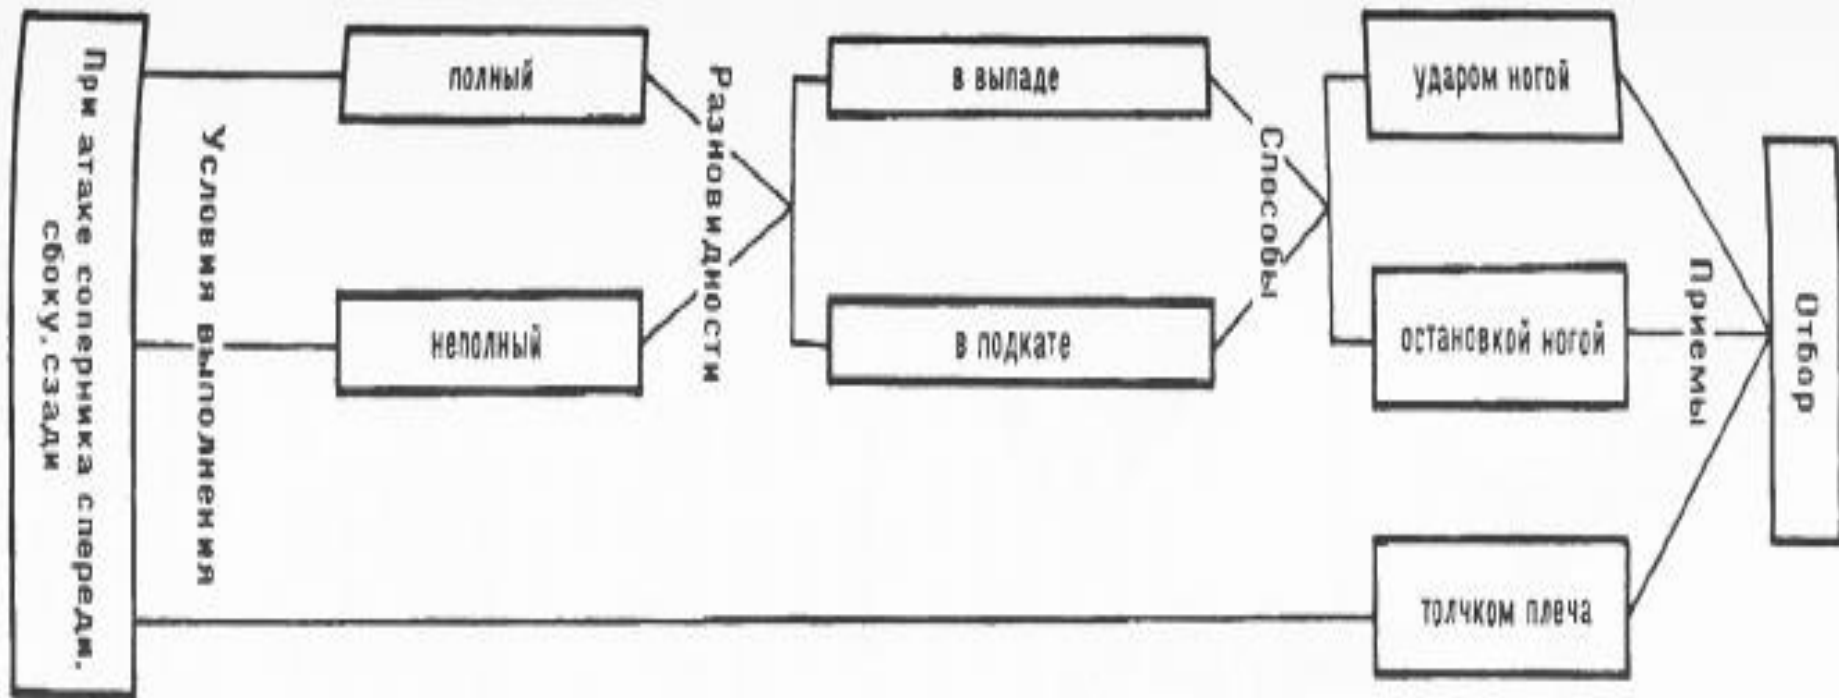 Отбор
Приемы
ударом ногой
остановкой ногой
толчком плеча
Способы
в выпаде
в подкате
Разновидности
полный
неполный
Условия выполнения
При атаке соперника спереди,
сбоку, сзади